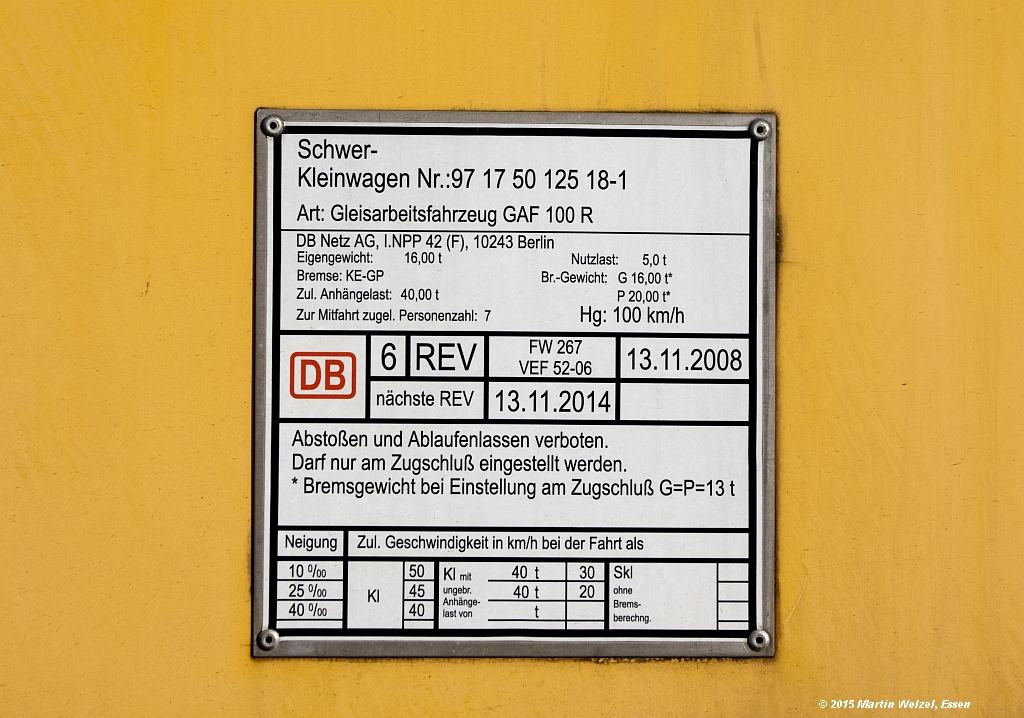 Schwer-
Kleinwagen Nr.:97 17 50 125 18-1
Art: Gleisarbeitsfahrzeug GAF 100 R
DB Netz AG, I.NPP 42 (F), 10243 Berlin
Eigengewicht: 16,00 t Nutzlast: 5,0 t
Bremse: KE-GP Br.-Gewicht: G 16,00 t*
Zul. Anhängelast: 40,00 t P 20,00 t*
Zur Mitfahrt zugel. Personenzahl: 7 Hg: 100 km/h
DB 6 REV FW 267 VEF 52-06 13.11.2008
nächste REV 13.11.2014
Abstoßen und Ablaufenlassen verboten.
Darf nur am Zugschluß eingestellt werden.
* Bremsgewicht bei Einstellung am Zugschluß G=P=13 t
Neigung Zul. Geschwindigkeit in km/h bei der Fahrt als
10 ‰ 50 Kl mit 40 t 30 Skl
25 ‰ Kl 45 ungebr. 40 t 20 ohne
40 ‰ 40 Anhänge- t Brems-
last von berechng.
© 2015 Martin Welzel, Essen